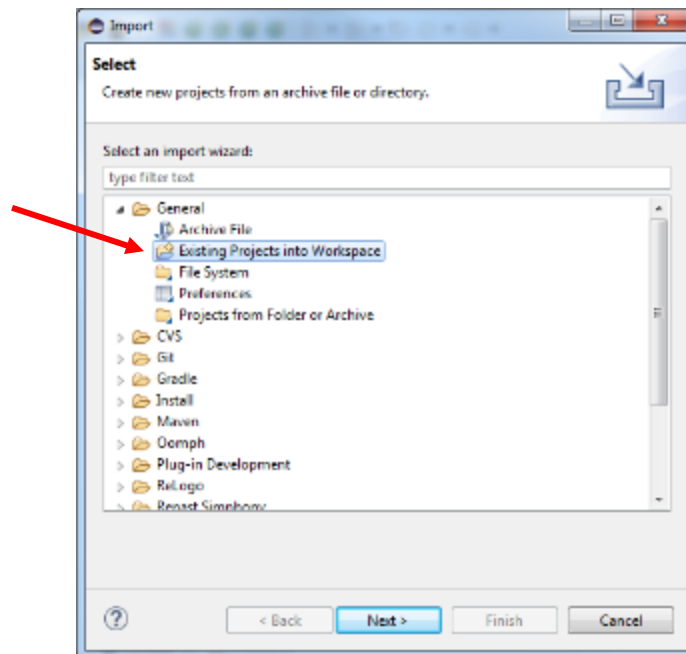 Import
Select
Create new projects from an archive file or directory.
Select an import wizard:
type filter text
General
Archive File
Existing Projects into Workspace
File System
Preferences
Projects from Folder or Archive
CVS
Git
Gradle
Install
Maven
Oomph
Plug-in Development
ReLogo
Repast Simphony
?
< Back Next > Finish Cancel